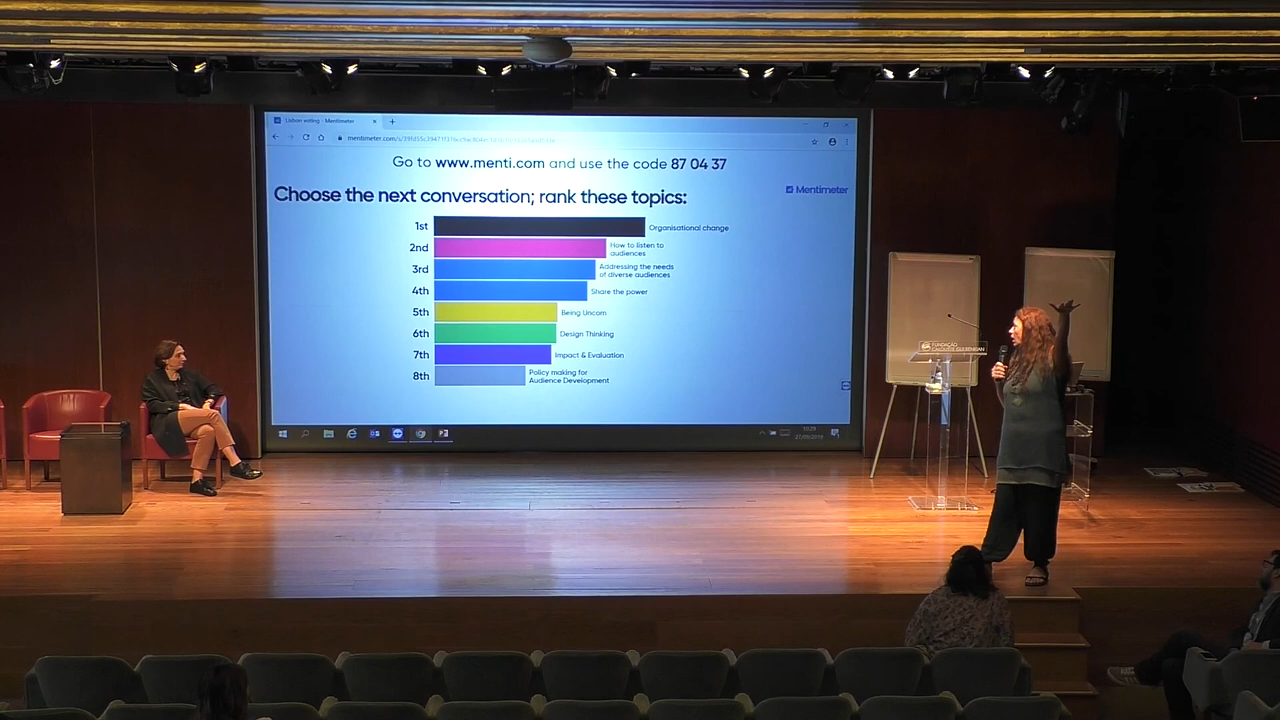 Lisbon voting - Mentimeter
Go to www.menti.com and use the code 87 04 37
Choose the next conversation; rank these topics:
Mentimeter
1st
Organisational change
2nd
How to listen to
audiences
3rd
Addressing the needs
of diverse audiences
4th
Share the power
5th
Being Uncom
6th
Design Thinking
7th
Impact & Evaluation
8th
Policy making for
Audience Development
FUNDAÇÃO
CALOUSTE GULBENKIAN